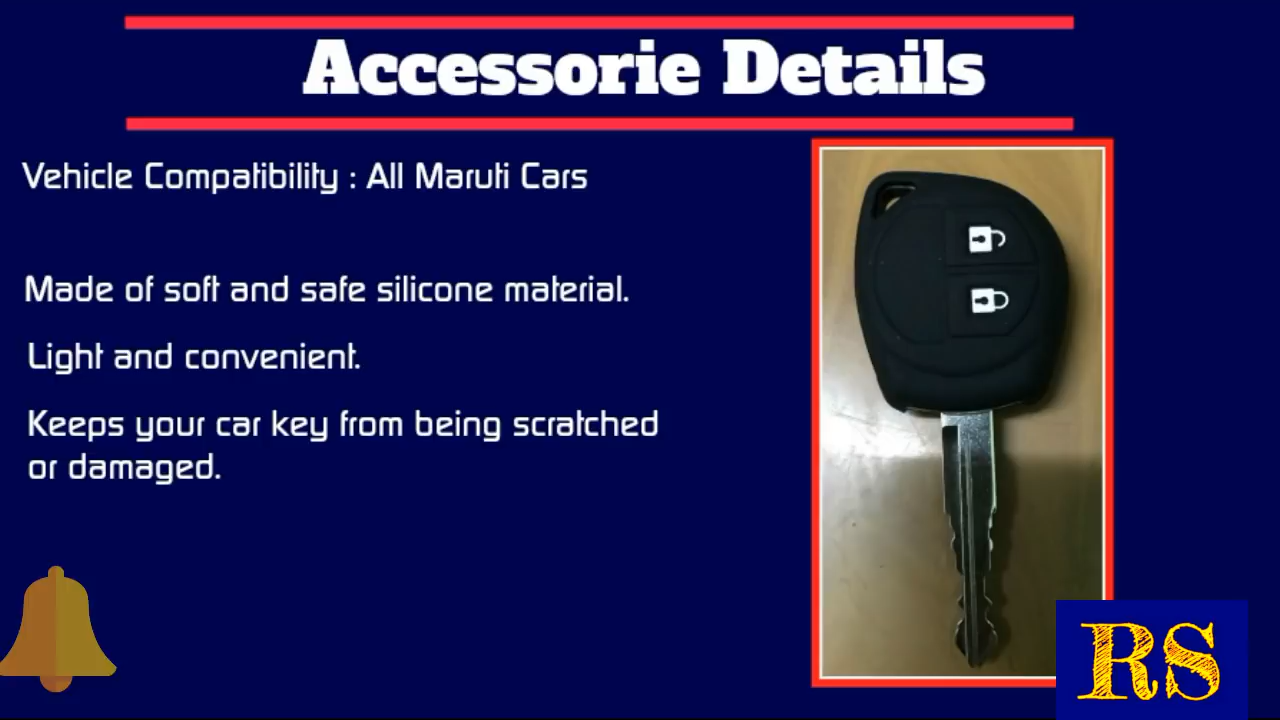 Accessorie Details
Vehicle Compatibility : All Maruti Cars
Made of soft and safe silicone material.
Light and convenient.
Keeps your car key from being scratched
or damaged.
RS